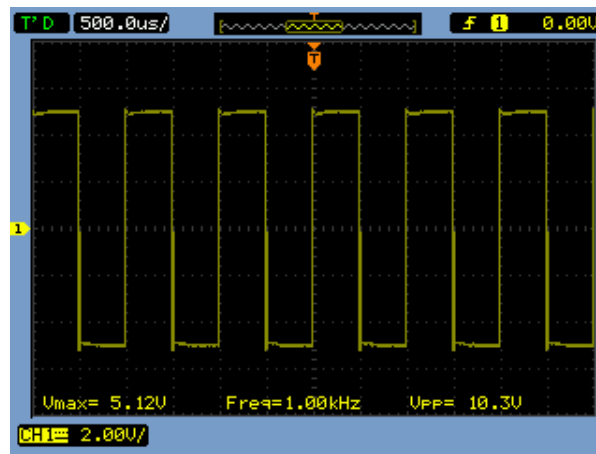 T'D 500.0us/ T 1 0.00V
T
1
Vmax= 5.12V Freq=1.00kHz VPP= 10.3V
CH1 2.00V/